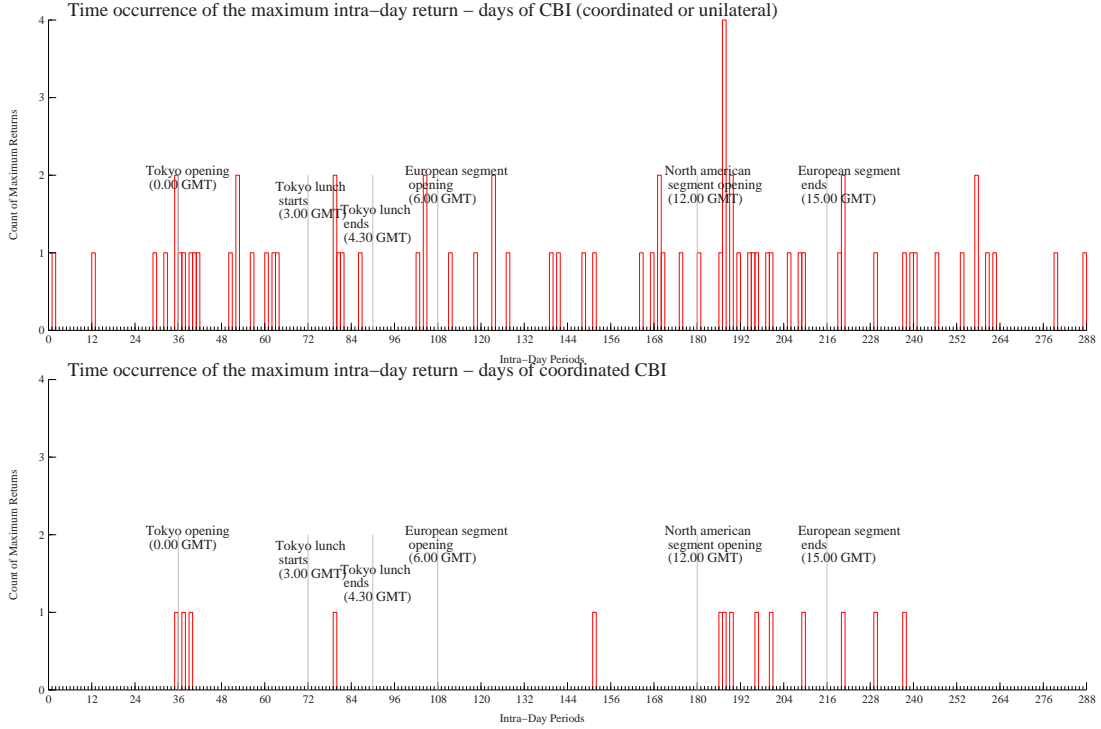 Time occurrence of the maximum intra–day return – days of CBI (coordinated or unilateral)
Count of Maximum Returns
4
3
2
1
0
Tokyo opening
(0.00 GMT)
Tokyo lunch
starts
(3.00 GMT)
Tokyo lunch
ends
(4.30 GMT)
European segment
opening
(6.00 GMT)
North american
segment opening
(12.00 GMT)
European segment
ends
(15.00 GMT)
0 12 24 36 48 60 72 84 96 108 120 132 144 156 168 180 192 204 216 228 240 252 264 276 288
Intra–Day Periods
Time occurrence of the maximum intra–day return – days of coordinated CBI
Count of Maximum Returns
4
3
2
1
0
Tokyo opening
(0.00 GMT)
Tokyo lunch
starts
(3.00 GMT)
Tokyo lunch
ends
(4.30 GMT)
European segment
opening
(6.00 GMT)
North american
segment opening
(12.00 GMT)
European segment
ends
(15.00 GMT)
0 12 24 36 48 60 72 84 96 108 120 132 144 156 168 180 192 204 216 228 240 252 264 276 288
Intra–Day Periods